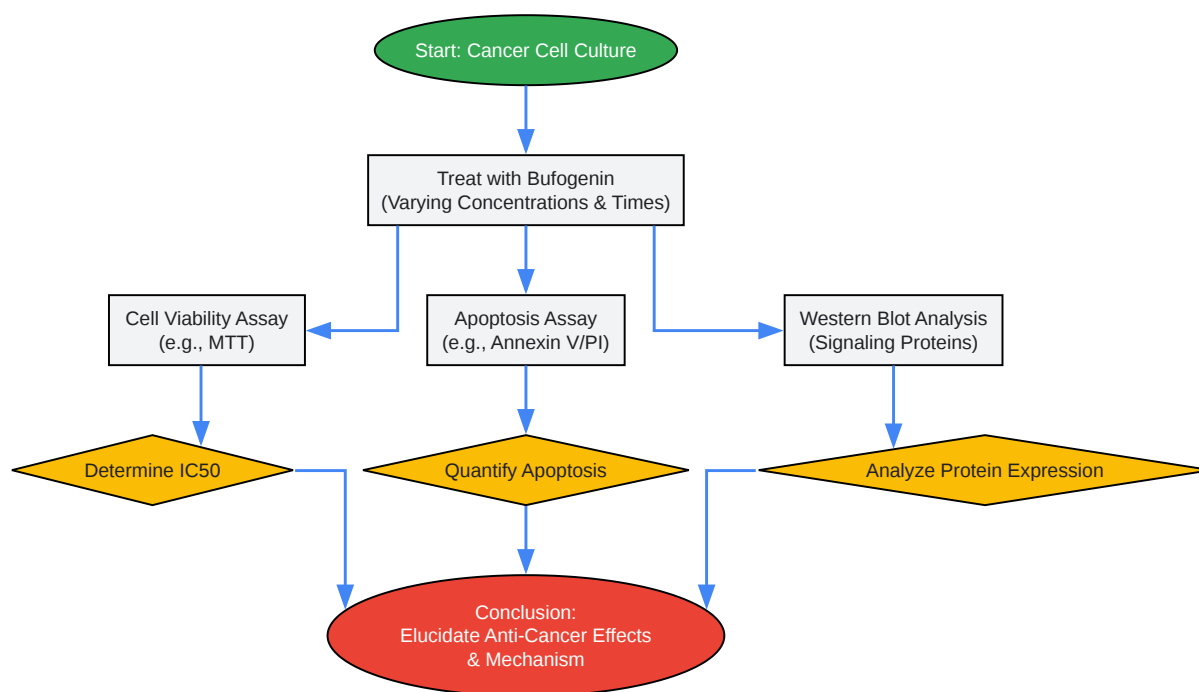 Start: Cancer Cell Culture
Treat with Bufogenin
(Varying Concentrations & Times)
Cell Viability Assay
(e.g., MTT)
Apoptosis Assay
(e.g., Annexin V/PI)
Western Blot Analysis
(Signaling Proteins)
Determine IC50
Quantify Apoptosis
Analyze Protein Expression
Conclusion:
Elucidate Anti-Cancer Effects
& Mechanism